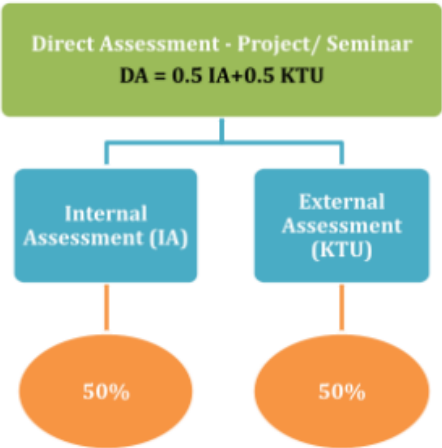 Direct Assessment - Project/ Seminar
DA = 0.5 IA+0.5 KTU
Internal
Assessment (IA)
External
Assessment
(KTU)
50%
50%